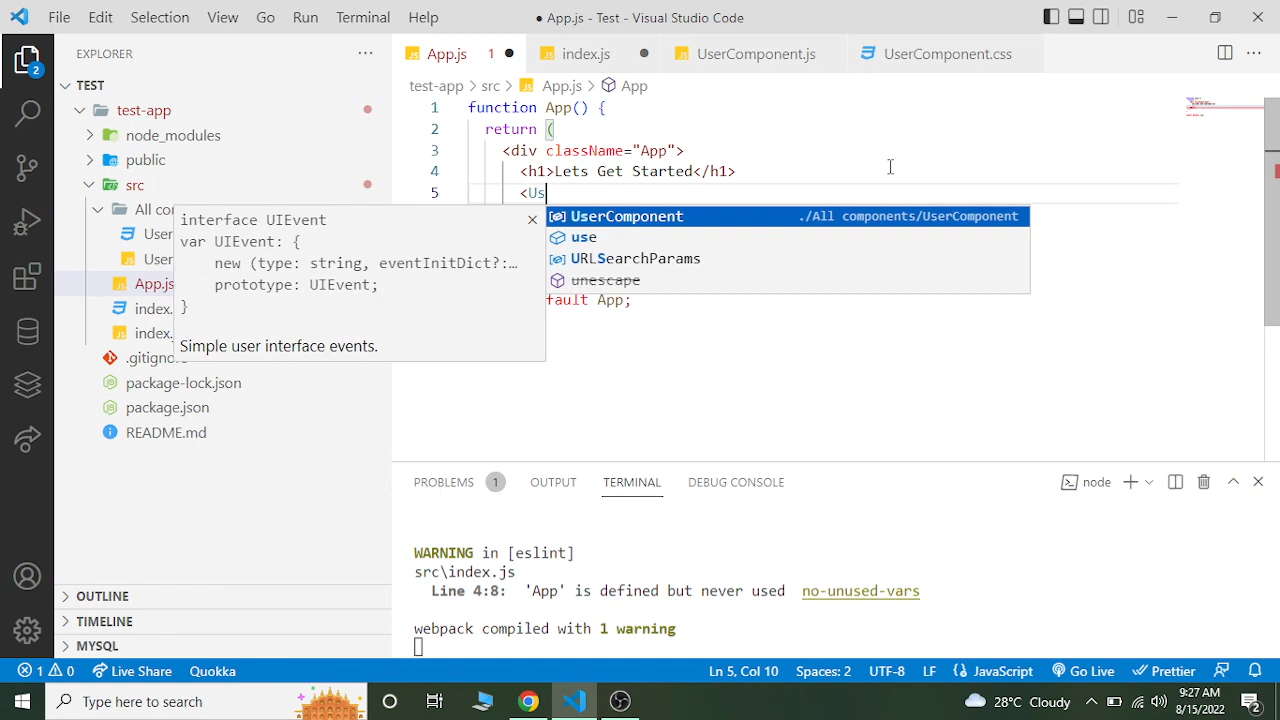 File Edit Selection View Go Run Terminal Help ● App.js - Test - Visual Studio Code
EXPLORER
App.js 1
index.js
UserComponent.js
UserComponent.css
TEST
test-app > src > App.js > App
test-app
node_modules
public
src
All con
User
User
App.js
index.
index.
.gitignore
package-lock.json
package.json
README.md
OUTLINE
TIMELINE
MYSQL
2
1 function App() {
2 return (
3 <div className="App">
4 <h1>Lets Get Started</h1>
5 <Us
UserComponent ./All components/UserComponent
use
URLSearchParams
unescape
fault App;
interface UIEvent
var UIEvent: {
new (type: string, eventInitDict?:…
prototype: UIEvent;
}
Simple user interface events.
PROBLEMS 1 OUTPUT TERMINAL DEBUG CONSOLE node
WARNING in [eslint]
src\index.js
Line 4:8: 'App' is defined but never used no-unused-vars
webpack compiled with 1 warning
1 0 Live Share Quokka Ln 5, Col 10 Spaces: 2 UTF-8 LF JavaScript Go Live Prettier
Type here to search
28°C Cloudy
9:27 AM
8/15/2022
2